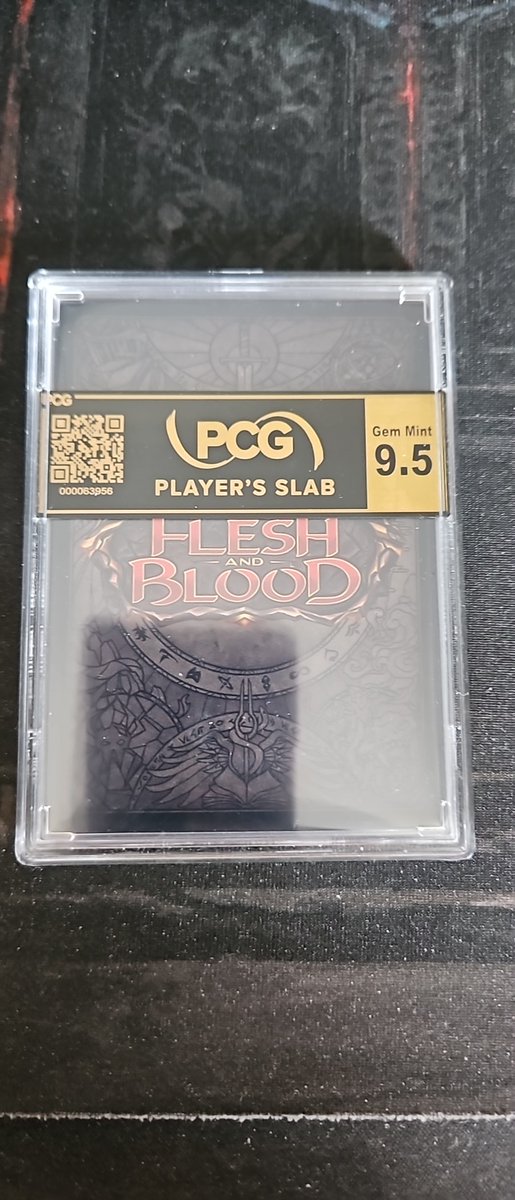 PCG
PCG
Gem Mint
9.5
000063956
PLAYER'S SLAB
FLESH
AND
BLOOD